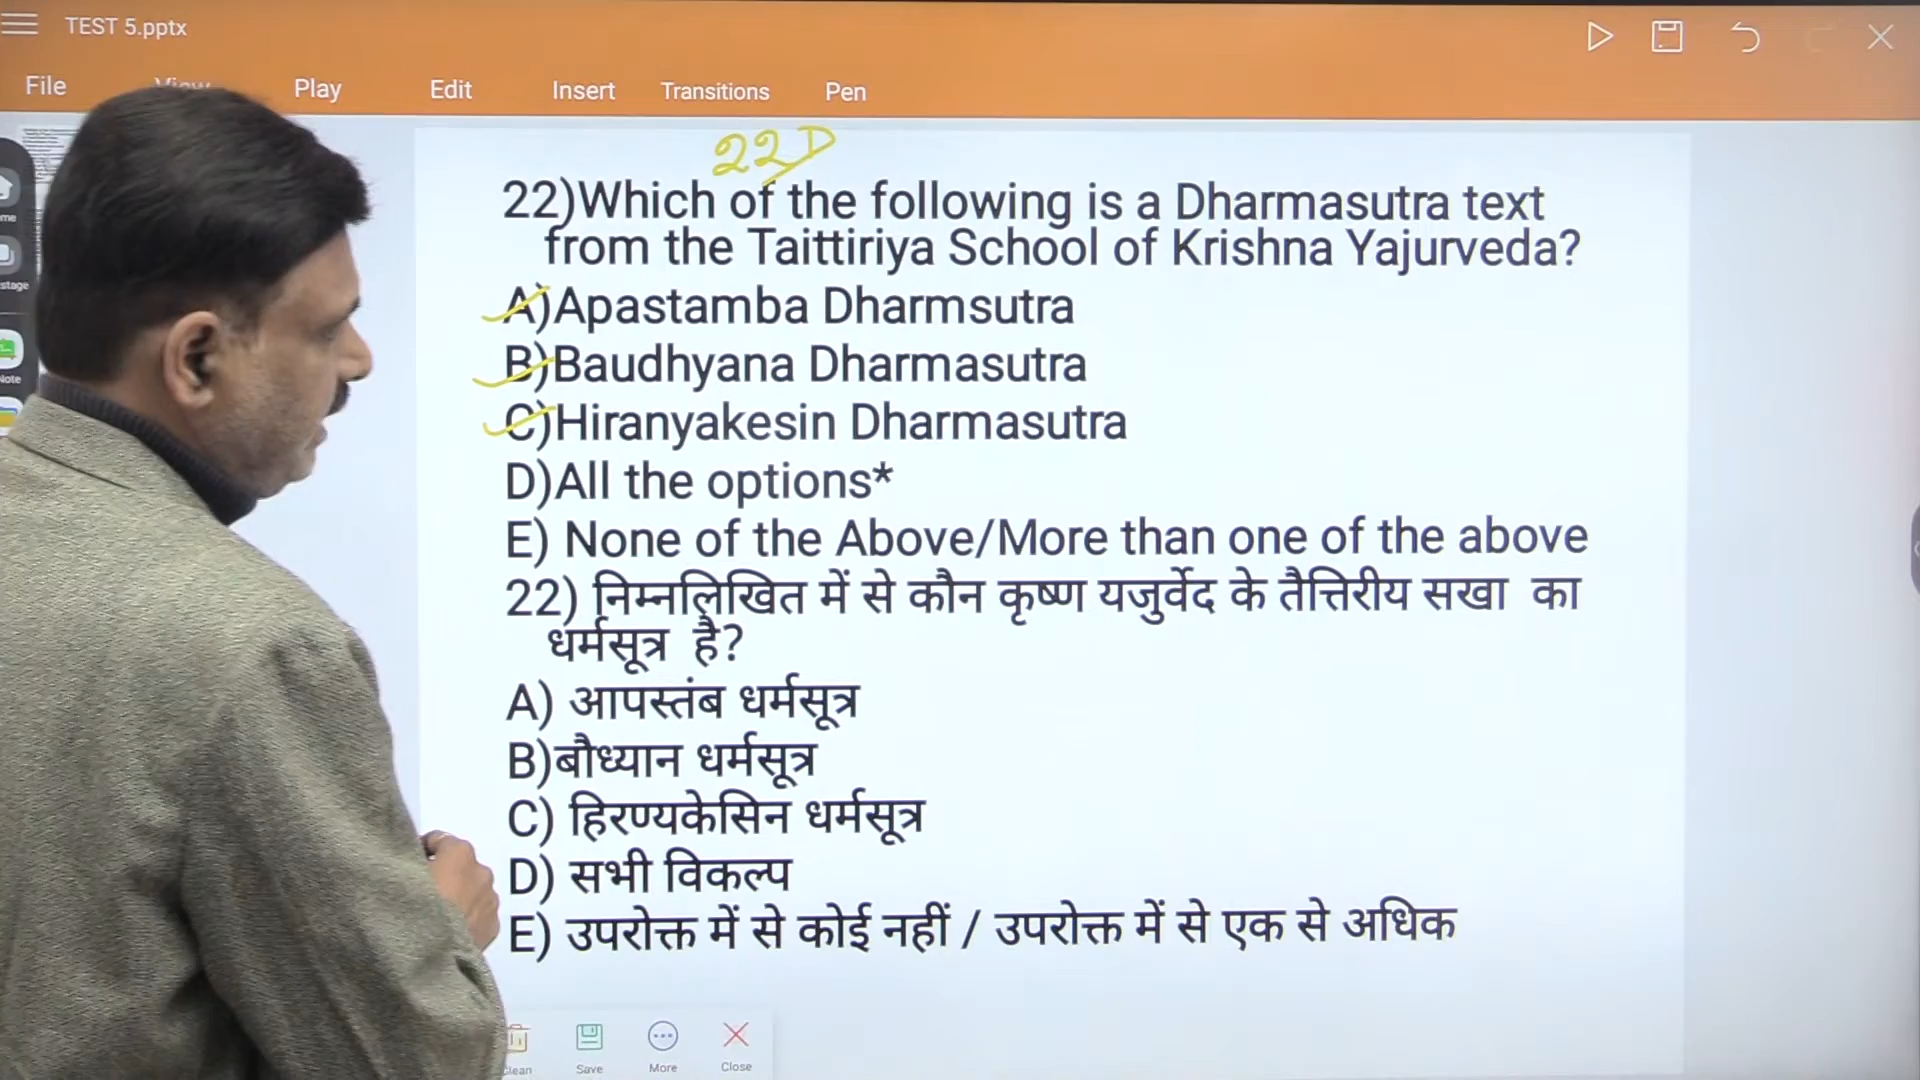 TEST 5.pptx
File View Play Edit Insert Transitions Pen
22 D
22)Which of the following is a Dharmasutra text
from the Taittiriya School of Krishna Yajurveda?
A)Apastamba Dharmsutra
B)Baudhyana Dharmasutra
C)Hiranyakesin Dharmasutra
D)All the options*
E) None of the Above/More than one of the above
22) निम्नलिखित में से कौन कृष्ण यजुर्वेद के तैत्तिरीय सखा का
धर्मसूत्र है?
A) आपस्तंब धर्मसूत्र
B)बौध्यान धर्मसूत्र
C) हिरण्यकेसिन धर्मसूत्र
D) सभी विकल्प
E) उपरोक्त में से कोई नहीं / उपरोक्त में से एक से अधिक
Save More Close